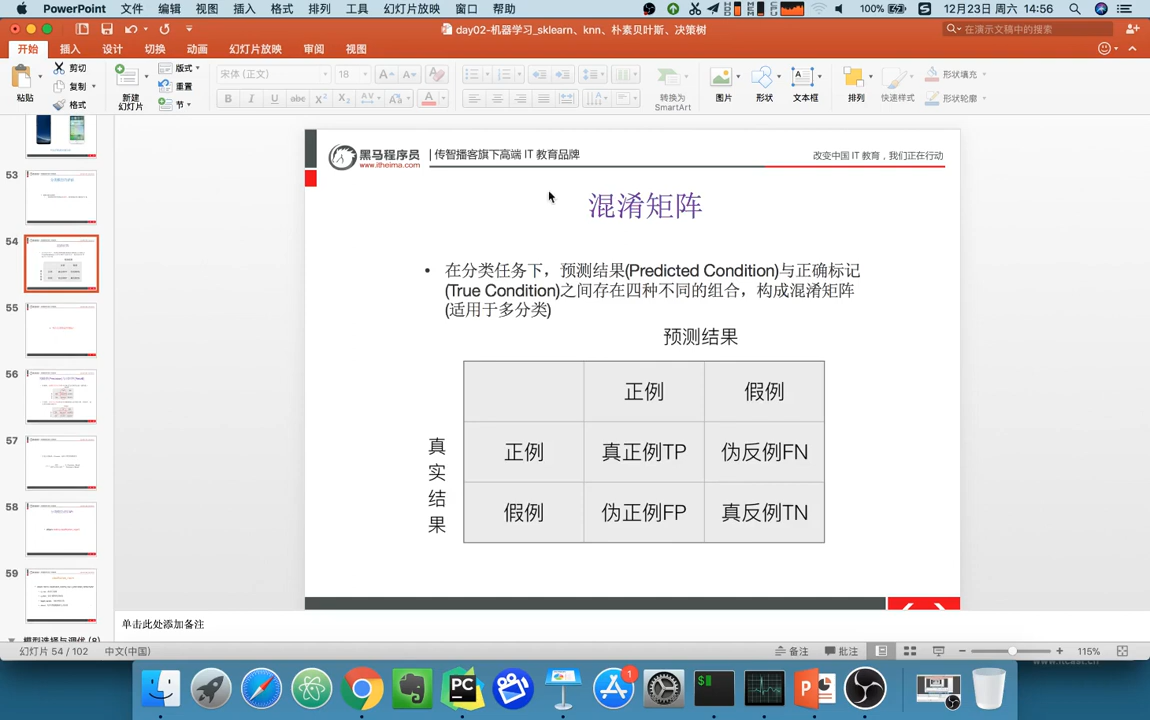 PowerPoint 文件 编辑 视图 插入 格式 排列 工具 幻灯片放映 窗口 帮助 100% 12月23日 周六 14:56
day02-机器学习_sklearn、knn、朴素贝叶斯、决策树 在演示文稿中的搜索
开始 插入 设计 切换 动画 幻灯片放映 审阅 视图
粘贴 剪切 复制 格式 新建 幻灯片 版式 重置 节 宋体 (正文) 18 转换为 SmartArt 图片 形状 文本框 排列 快速样式 形状填充 形状轮廓
53
54
55
56
57
58
59
黑马程序员
www.itheima.com
传智播客旗下高端 IT 教育品牌
改变中国 IT 教育，我们正在行动
混淆矩阵
• 在分类任务下，预测结果(Predicted Condition)与正确标记
(True Condition)之间存在四种不同的组合，构成混淆矩阵
(适用于多分类)
预测结果
正例 假例
真实结果
正例 真正例TP 伪反例FN
假例 伪正例FP 真反例TN
单击此处添加备注
模型选择与调优 (8)
幻灯片 54 / 102 中文(中国) 备注 批注 115%
www.itcast.cn
PC
1